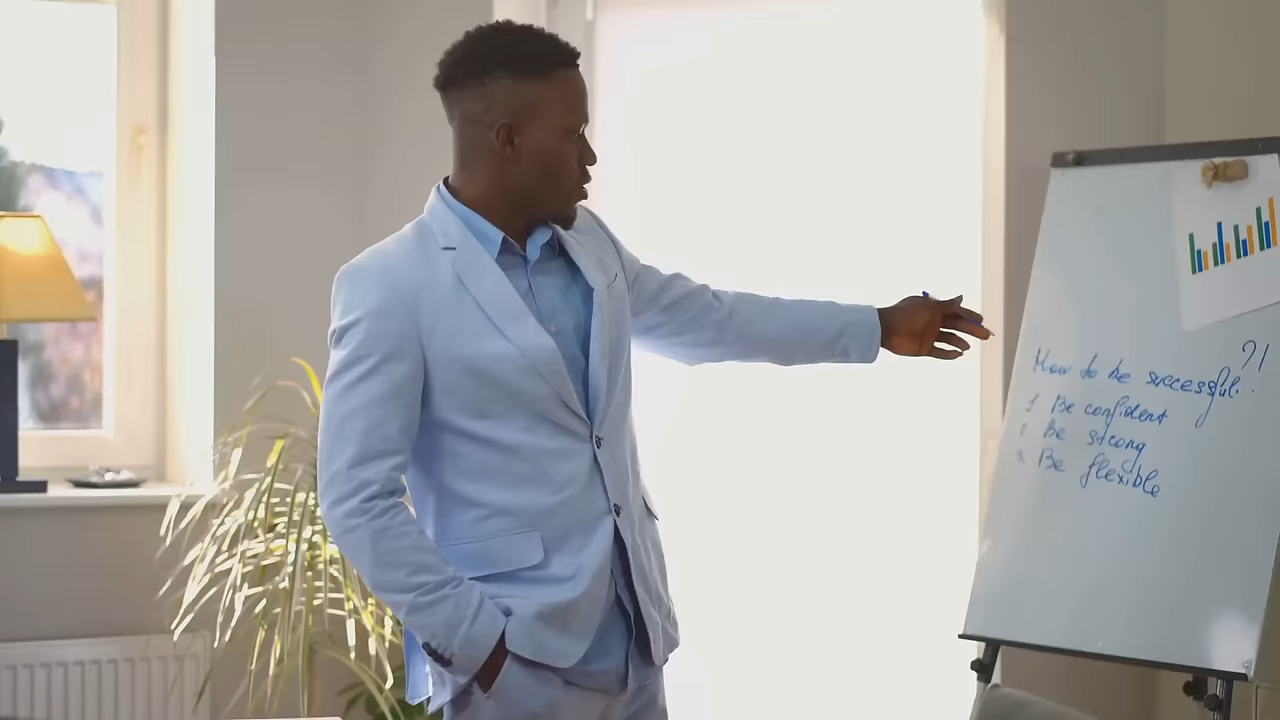 How to be successful?!
1 Be confident
2 Be strong
3. Be flexible